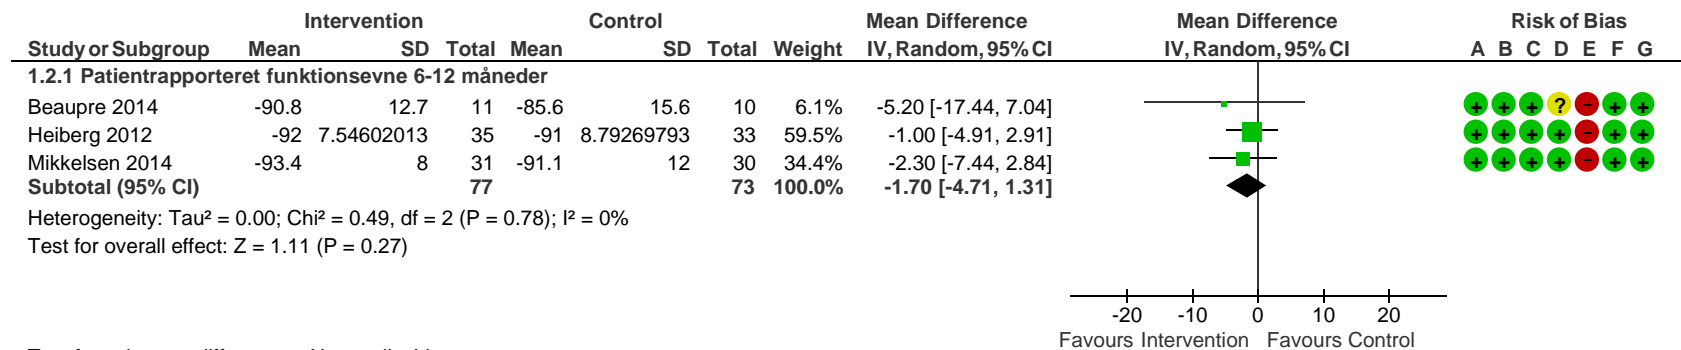 Intervention Control Mean Difference Mean Difference Risk of Bias
Study or Subgroup Mean SD Total Mean SD Total Weight IV, Random, 95% CI IV, Random, 95% CI A B C D E F G
1.2.1 Patientrapporteret funktionsevne 6-12 måneder
Beaupre 2014 -90.8 12.7 11 -85.6 15.6 10 6.1% -5.20 [-17.44, 7.04] + + + ? - + +
Heiberg 2012 -92 7.54602013 35 -91 8.79269793 33 59.5% -1.00 [-4.91, 2.91] + + + + - + +
Mikkelsen 2014 -93.4 8 31 -91.1 12 30 34.4% -2.30 [-7.44, 2.84] + + + + - + +
Subtotal (95% CI) 77 73 100.0% -1.70 [-4.71, 1.31]
Heterogeneity: Tau² = 0.00; Chi² = 0.49, df = 2 (P = 0.78); I² = 0%
Test for overall effect: Z = 1.11 (P = 0.27)
-20 -10 0 10 20
Favours Intervention Favours Control